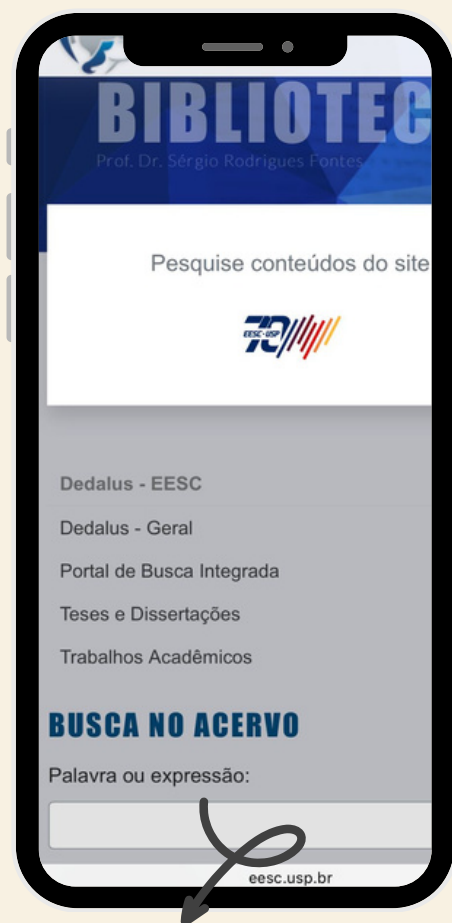 BIBLIOTEC
Prof. Dr. Sérgio Rodrigues Fontes
Pesquise conteúdos do site
EESC·USP 70
Dedalus - EESC
Dedalus - Geral
Portal de Busca Integrada
Teses e Dissertações
Trabalhos Acadêmicos
BUSCA NO ACERVO
Palavra ou expressão:
eesc.usp.br